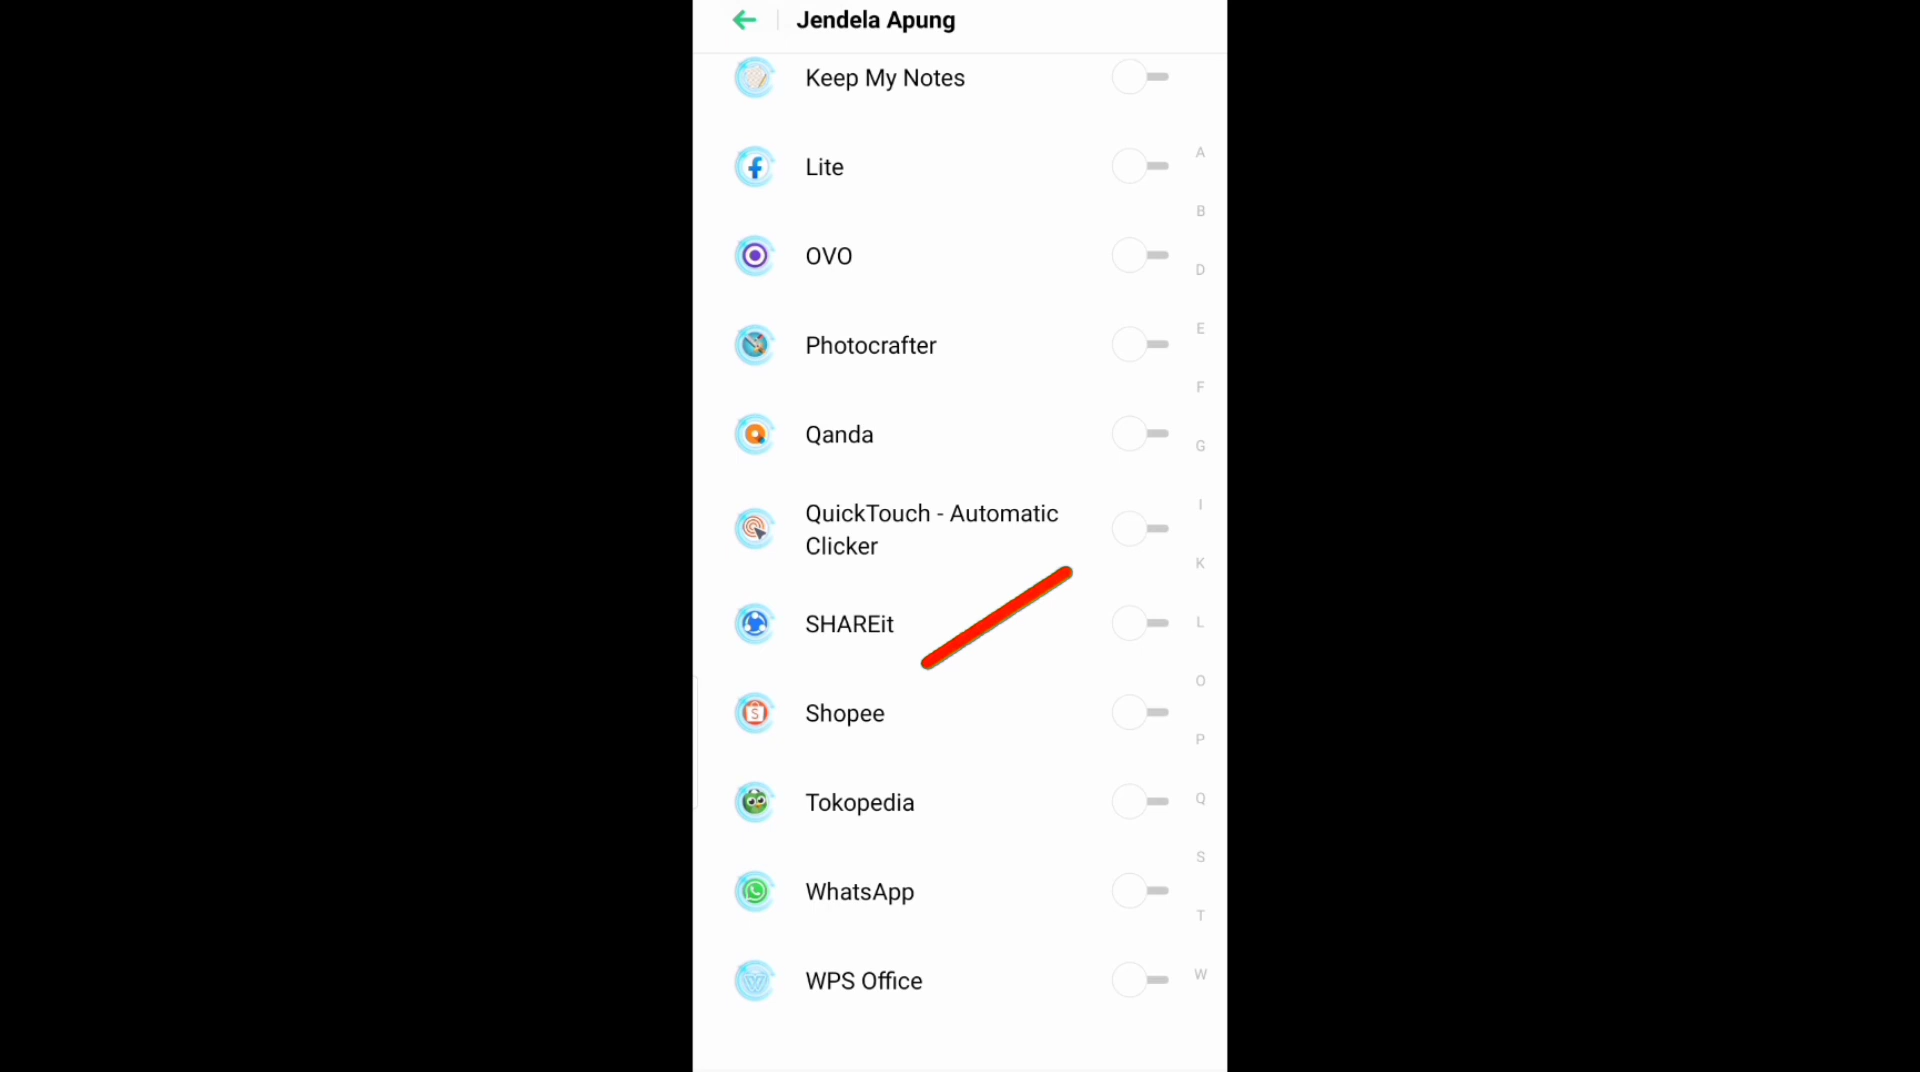 Jendela Apung
Keep My Notes
A
Lite
B
OVO
D
E
Photocrafter
F
Qanda
G
I
QuickTouch - Automatic
Clicker
K
SHAREit
L
O
Shopee
P
Tokopedia
Q
S
WhatsApp
T
WPS Office
W